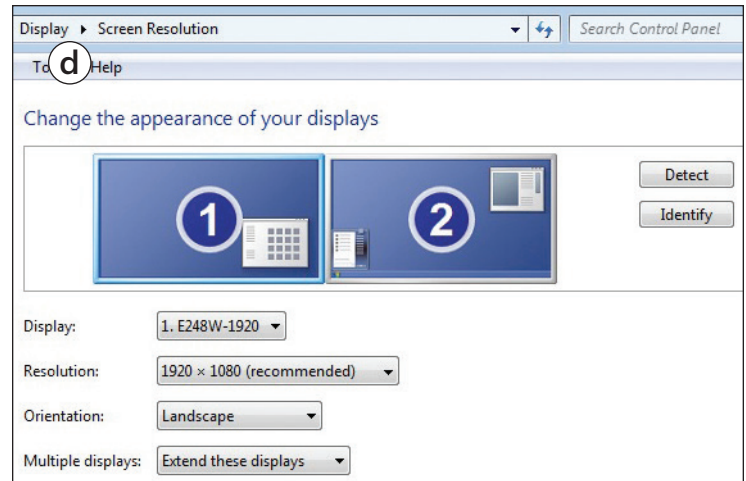 Display ▸ Screen Resolution Search Control Panel
d Help
Change the appearance of your displays
1 2
Detect
Identify
Display: 1. E248W-1920
Resolution: 1920 × 1080 (recommended)
Orientation: Landscape
Multiple displays: Extend these displays